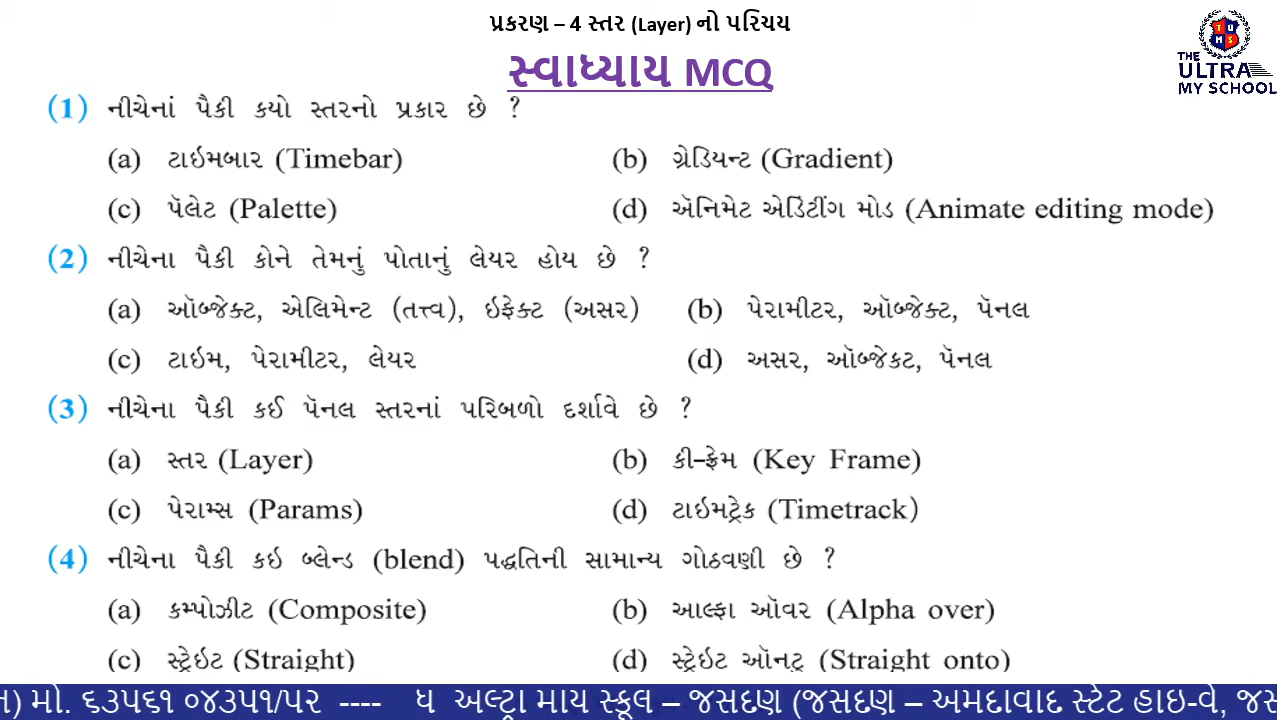 પ્રકરણ – 4 સ્તર (Layer) નો પરિચય
સ્વાધ્યાય MCQ
THE
ULTRA
MY SCHOOL
TUMS
(1) નીચેનાં પૈકી કયો સ્તરનો પ્રકાર છે ?
(a) ટાઇમબાર (Timebar) (b) ગ્રેડિયન્ટ (Gradient)
(c) પૅલેટ (Palette) (d) ઍનિમેટ એડિંટીંગ મોડ (Animate editing mode)
(2) નીચેના પૈકી કોને તેમનું પોતાનું લેયર હોય છે ?
(a) ઑબ્જેક્ટ, એલિમેન્ટ (તત્ત્વ), ઇફેક્ટ (અસર) (b) પેરામીટર, ઑબ્જેક્ટ, પૅનલ
(c) ટાઇમ, પેરામીટર, લેયર (d) અસર, ઑબ્જેકટ, પૅનલ
(3) નીચેના પૈકી કઈ પૅનલ સ્તરનાં પરિબળો દર્શાવે છે ?
(a) સ્તર (Layer) (b) કી-ફ્રેમ (Key Frame)
(c) પેરામ્સ (Params) (d) ટાઇમટ્રેક (Timetrack)
(4) નીચેના પૈકી કઇ બ્લેન્ડ (blend) પદ્ધતિની સામાન્ય ગોઠવણી છે ?
(a) કમ્પોઝીટ (Composite) (b) આલ્ફા ઑવર (Alpha over)
(c) સ્ટ્રેઇટ (Straight) (d) સ્ટ્રેઇટ ઑનટુ (Straight onto)
ન) મો. ૬૩૫૬૧ ૦૪૩૫૧/૫૨ ---- ધ અલ્ટ્રા માય સ્કૂલ – જસદણ (જસદણ – અમદાવાદ સ્ટેટ હાઇ-વે, જસ